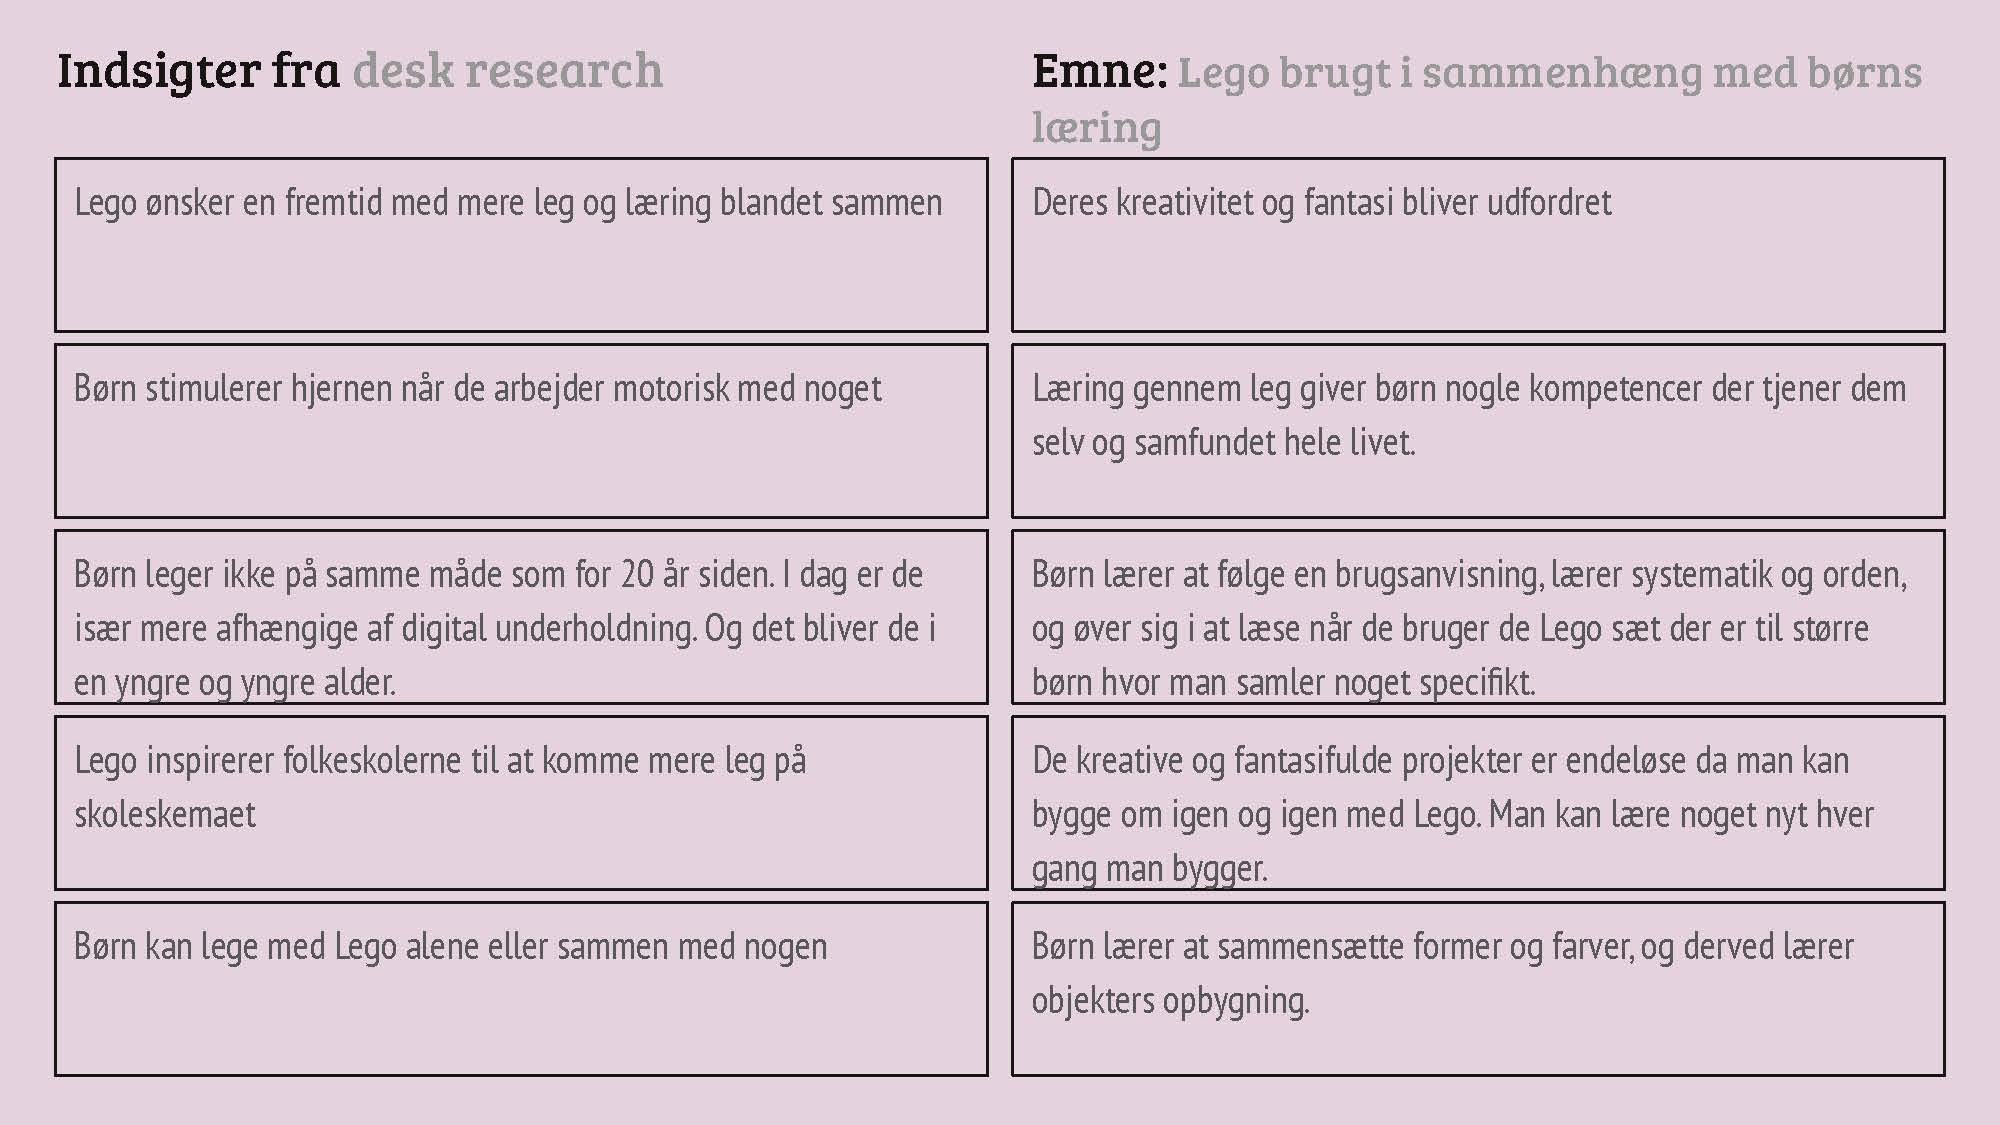 Indsigter fra desk research
Emne: Lego brugt i sammenhæng med børns
læring
Lego ønsker en fremtid med mere leg og læring blandet sammen
Deres kreativitet og fantasi bliver udfordret
Børn stimulerer hjernen når de arbejder motorisk med noget
Læring gennem leg giver børn nogle kompetencer der tjener dem
selv og samfundet hele livet.
Børn leger ikke på samme måde som for 20 år siden. I dag er de
især mere afhængige af digital underholdning. Og det bliver de i
en yngre og yngre alder.
Børn lærer at følge en brugsanvisning, lærer systematik og orden,
og øver sig i at læse når de bruger de Lego sæt der er til større
børn hvor man samler noget specifikt.
Lego inspirerer folkeskolerne til at komme mere leg på
skoleskemaet
De kreative og fantasifulde projekter er endeløse da man kan
bygge om igen og igen med Lego. Man kan lære noget nyt hver
gang man bygger.
Børn kan lege med Lego alene eller sammen med nogen
Børn lærer at sammensætte former og farver, og derved lærer
objekters opbygning.